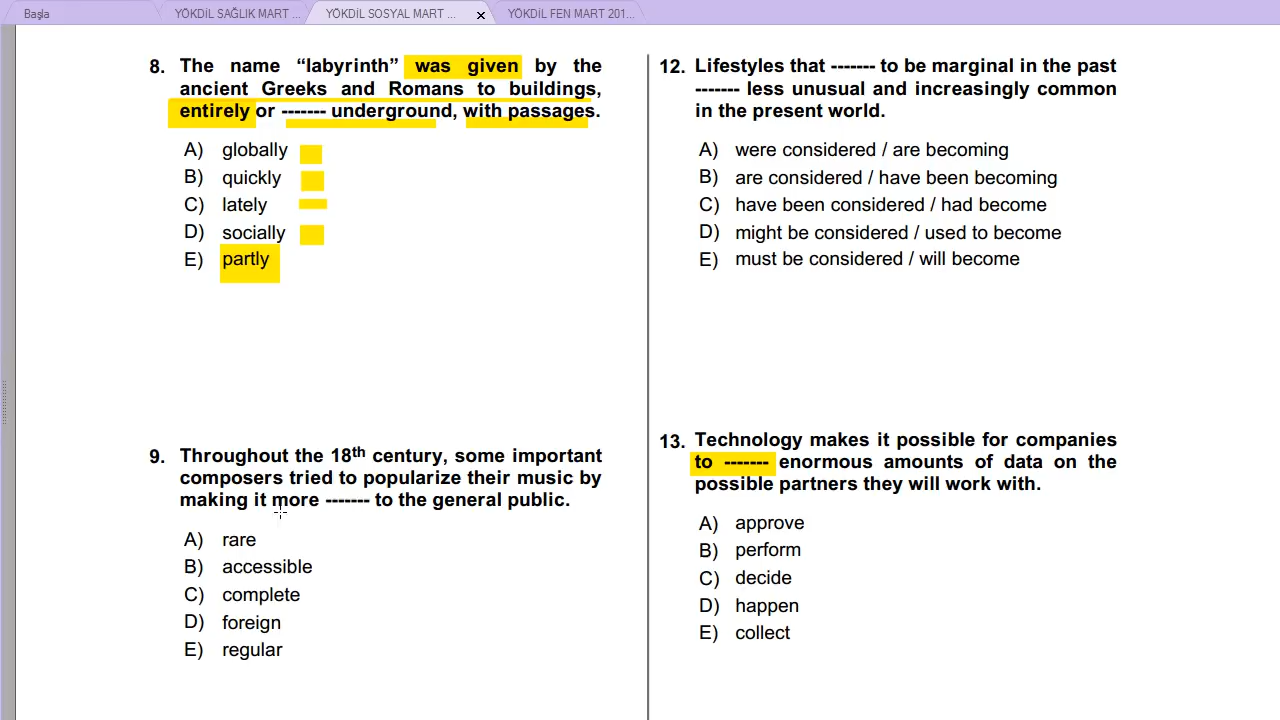 Başla
YÖKDİL SAĞLIK MART ...
YÖKDİL SOSYAL MART ...
YÖKDİL FEN MART 201...
8. The name “labyrinth” was given by the
ancient Greeks and Romans to buildings,
entirely or ------- underground, with passages.
A) globally
B) quickly
C) lately
D) socially
E) partly
9. Throughout the 18th century, some important
composers tried to popularize their music by
making it more ------- to the general public.
A) rare
B) accessible
C) complete
D) foreign
E) regular
12. Lifestyles that ------- to be marginal in the past
------- less unusual and increasingly common
in the present world.
A) were considered / are becoming
B) are considered / have been becoming
C) have been considered / had become
D) might be considered / used to become
E) must be considered / will become
13. Technology makes it possible for companies
to ------- enormous amounts of data on the
possible partners they will work with.
A) approve
B) perform
C) decide
D) happen
E) collect